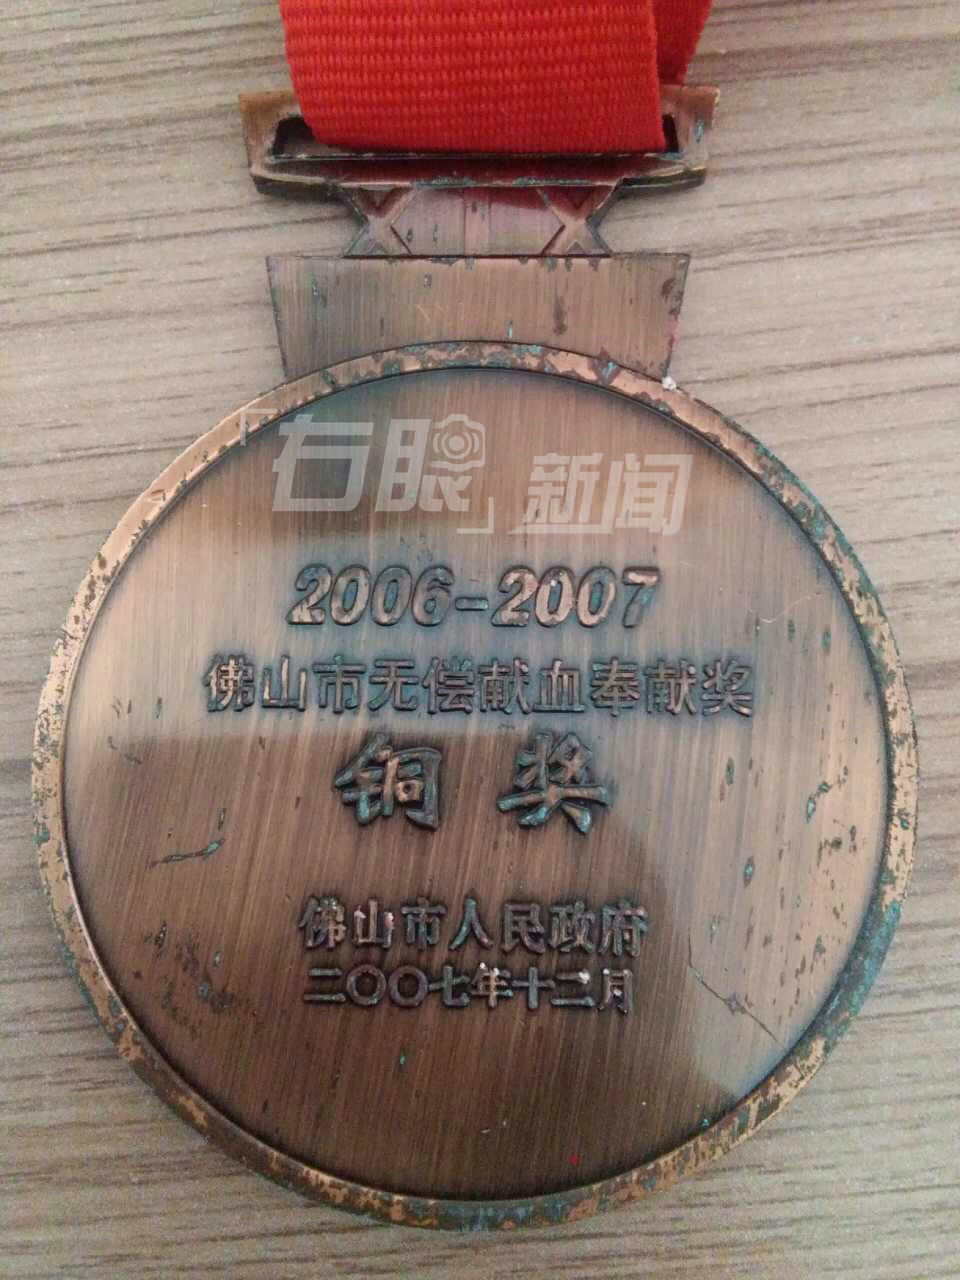 「右眼」新闻
2006-2007
佛山市无偿献血奉献奖
铜奖
佛山市人民政府
二〇〇七年十二月